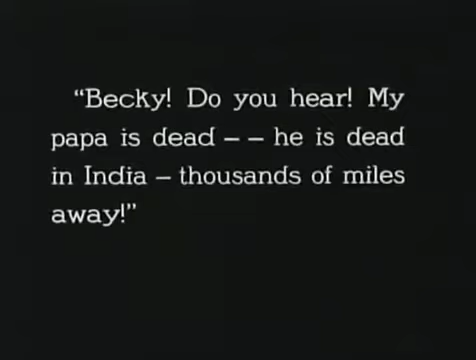 “Becky! Do you hear! My
papa is dead – – he is dead
in India – thousands of miles
away!”